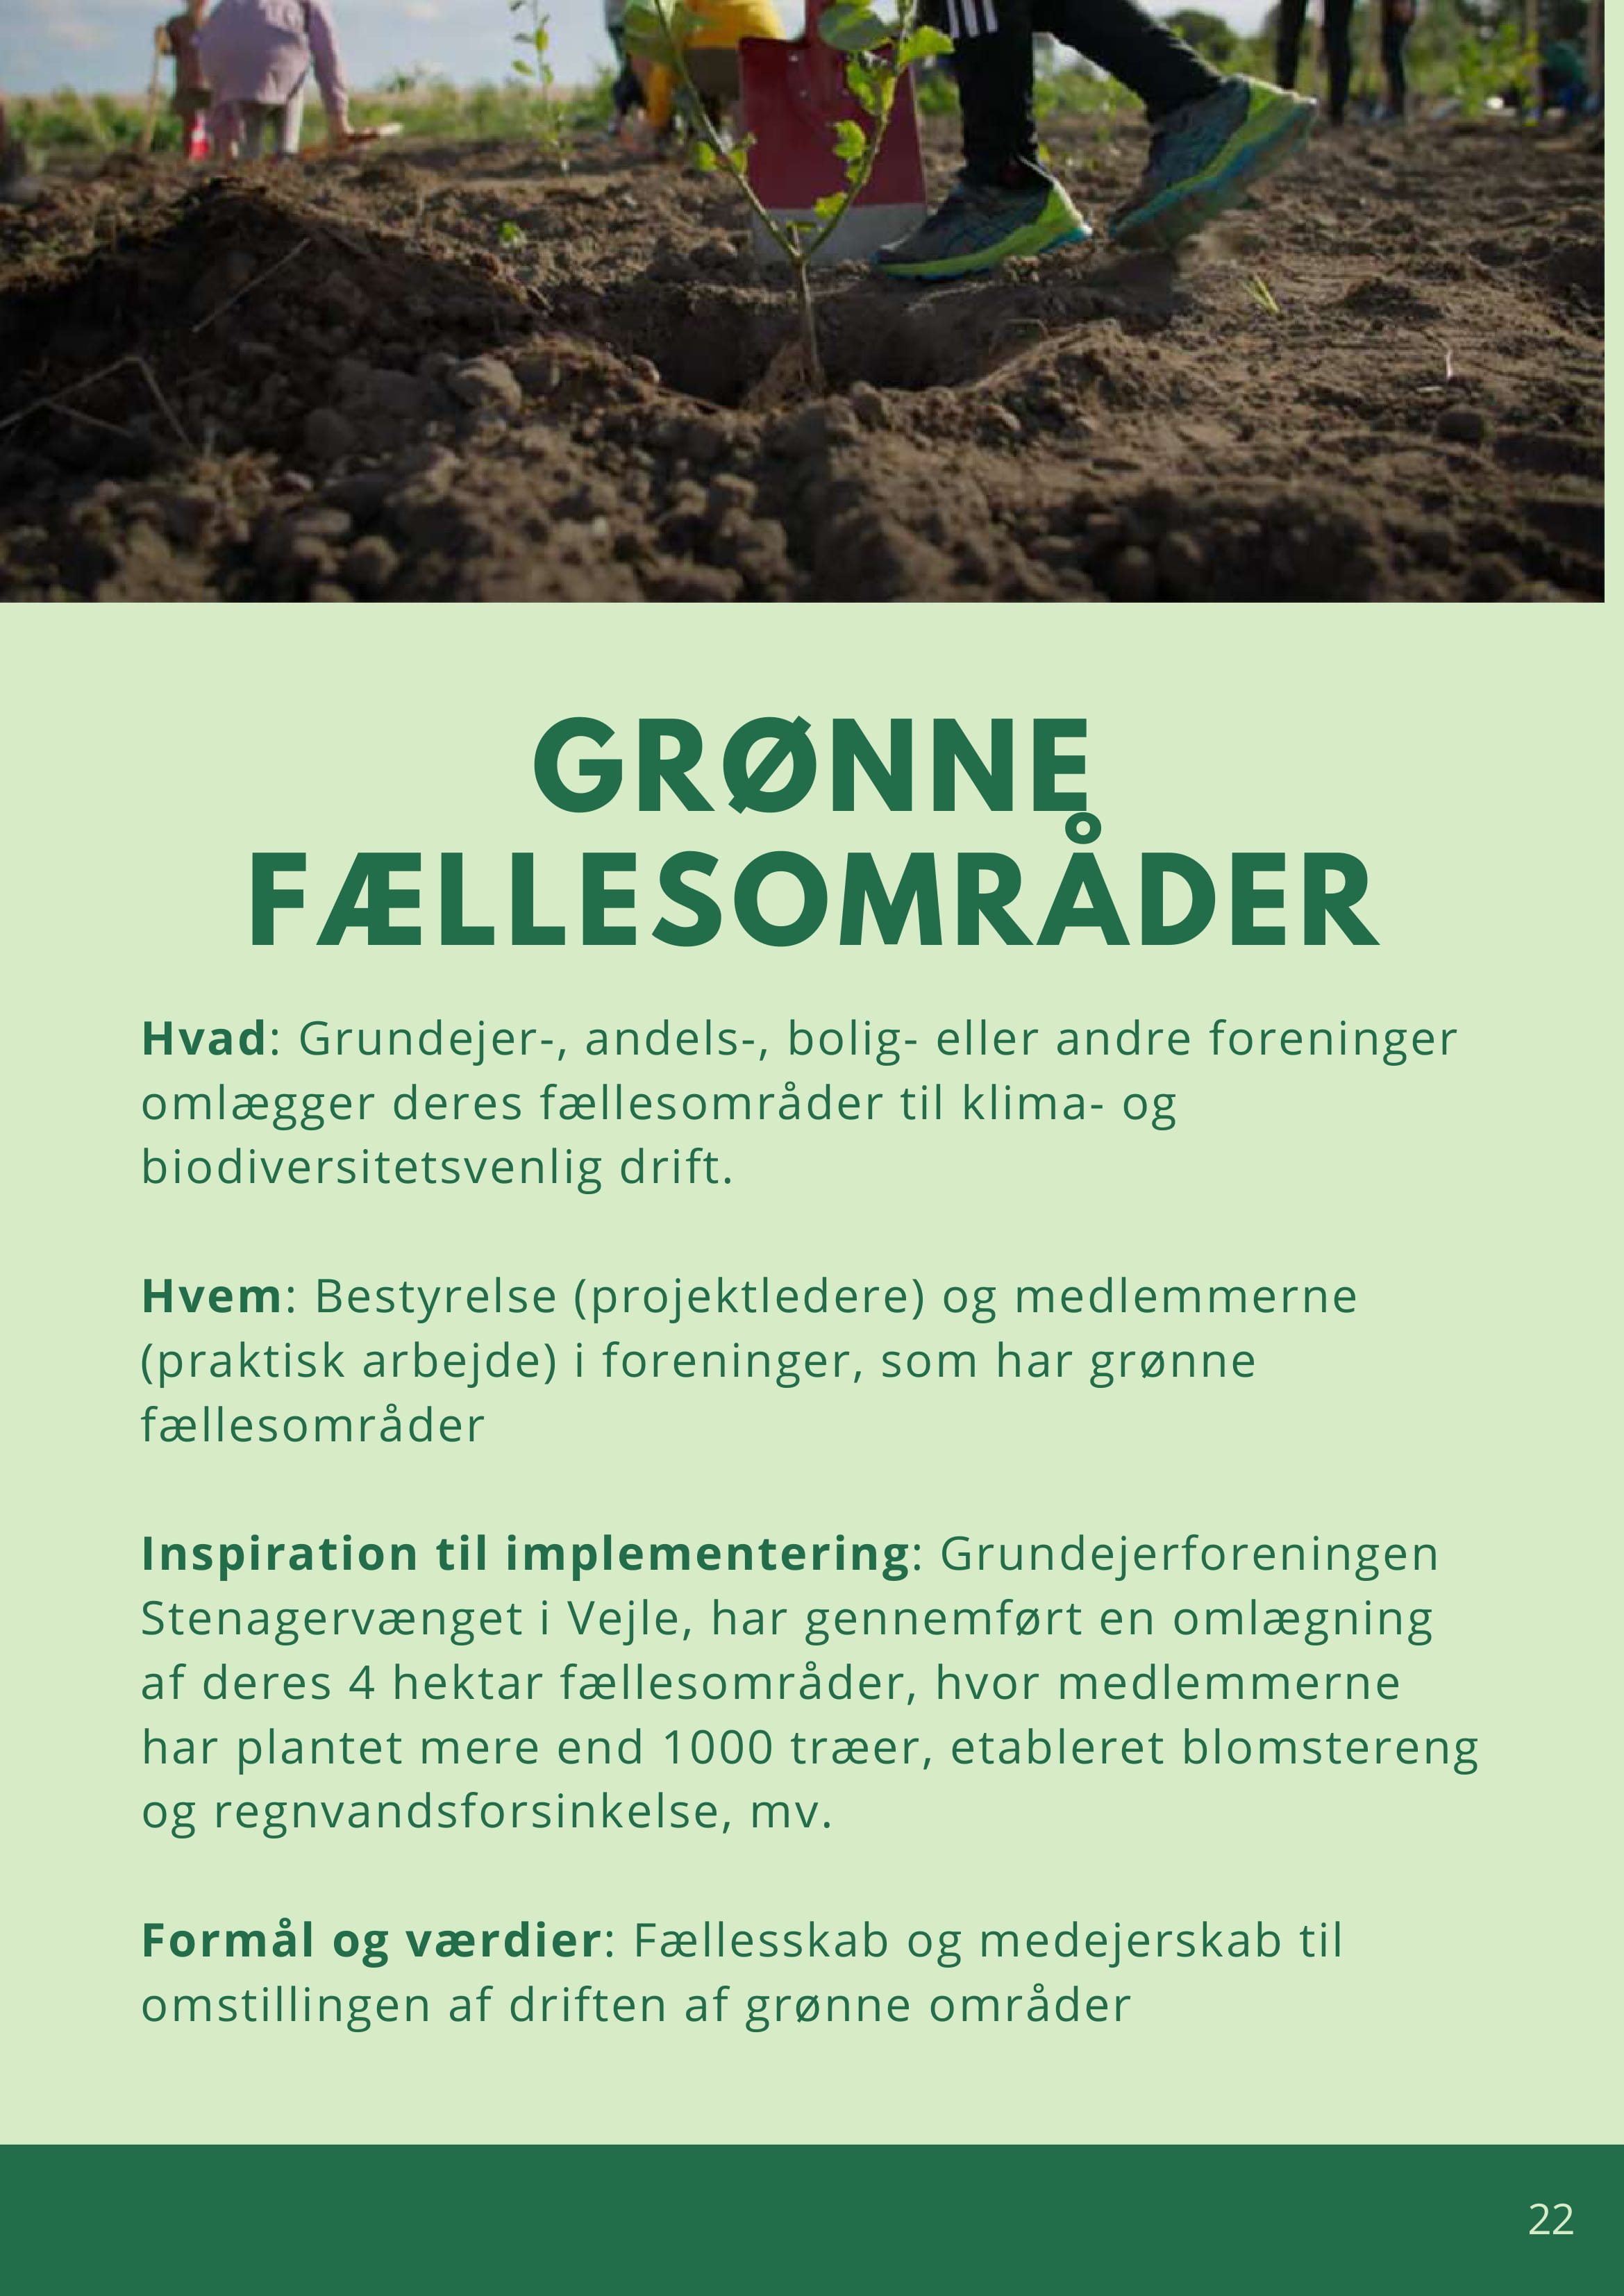 GRØNNE
FÆLLESOMRÅDER
Hvad: Grundejer-, andels-, bolig- eller andre foreninger
omlægger deres fællesområder til klima- og
biodiversitetsvenlig drift.
Hvem: Bestyrelse (projektledere) og medlemmerne
(praktisk arbejde) i foreninger, som har grønne
fællesområder
Inspiration til implementering: Grundejerforeningen
Stenagervænget i Vejle, har gennemført en omlægning
af deres 4 hektar fællesområder, hvor medlemmerne
har plantet mere end 1000 træer, etableret blomstereng
og regnvandsforsinkelse, mv.
Formål og værdier: Fællesskab og medejerskab til
omstillingen af driften af grønne områder
22